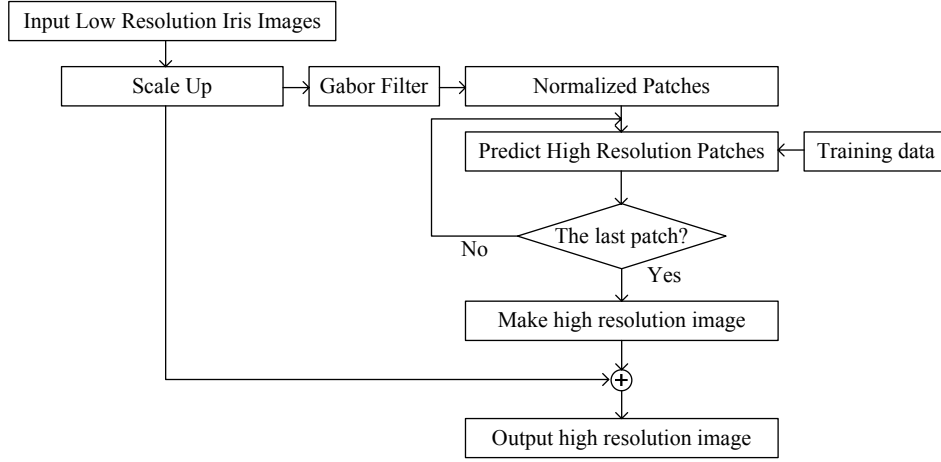 Input Low Resolution Iris Images
Scale Up
Gabor Filter
Normalized Patches
Predict High Resolution Patches
Training data
The last patch?
No
Yes
Make high resolution image
+
Output high resolution image